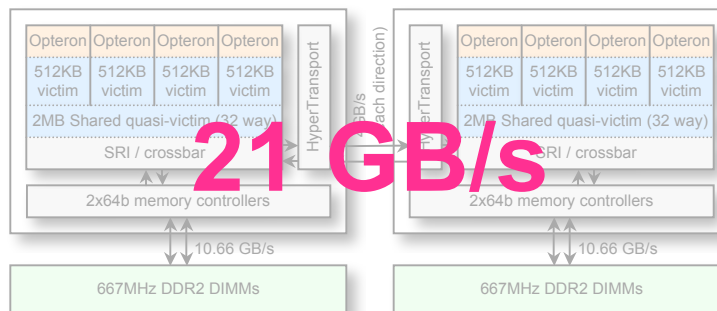 Opteron Opteron Opteron Opteron
512KB victim 512KB victim 512KB victim 512KB victim
2MB Shared quasi-victim (32 way)
SRI / crossbar
2x64b memory controllers
HyperTransport
10.66 GB/s
667MHz DDR2 DIMMs
GB/s
each direction)
21 GB/s
HyperTransport
Opteron Opteron Opteron Opteron
512KB victim 512KB victim 512KB victim 512KB victim
2MB Shared quasi-victim (32 way)
SRI / crossbar
2x64b memory controllers
10.66 GB/s
667MHz DDR2 DIMMs